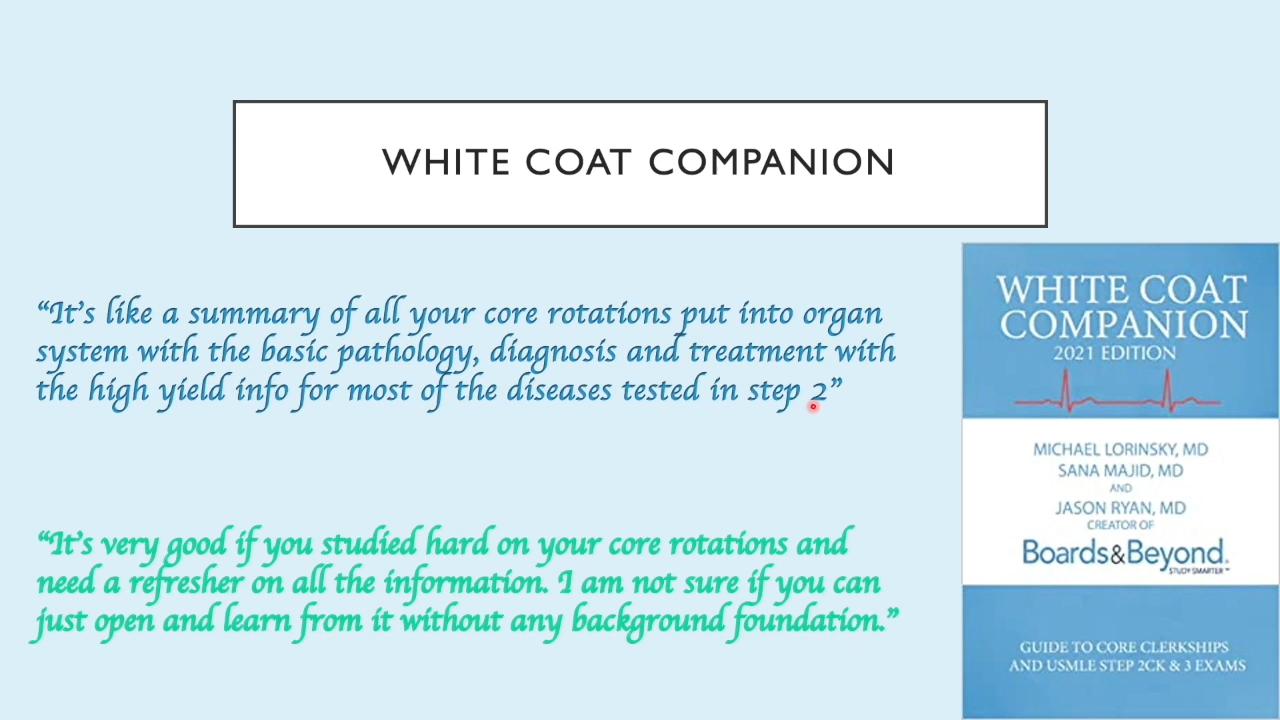 WHITE COAT COMPANION
“It's like a summary of all your core rotations put into organ
system with the basic pathology, diagnosis and treatment with
the high yield info for most of the diseases tested in step 2”
“It's very good if you studied hard on your core rotations and
need a refresher on all the information. I am not sure if you can
just open and learn from it without any background foundation.”
WHITE COAT
COMPANION
2021 EDITION
MICHAEL LORINSKY, MD
SANA MAJID, MD
AND
JASON RYAN, MD
CREATOR OF
Boards&Beyond.
STUDY SMARTER™
GUIDE TO CORE CLERKSHIPS
AND USMLE STEP 2CK & 3 EXAMS